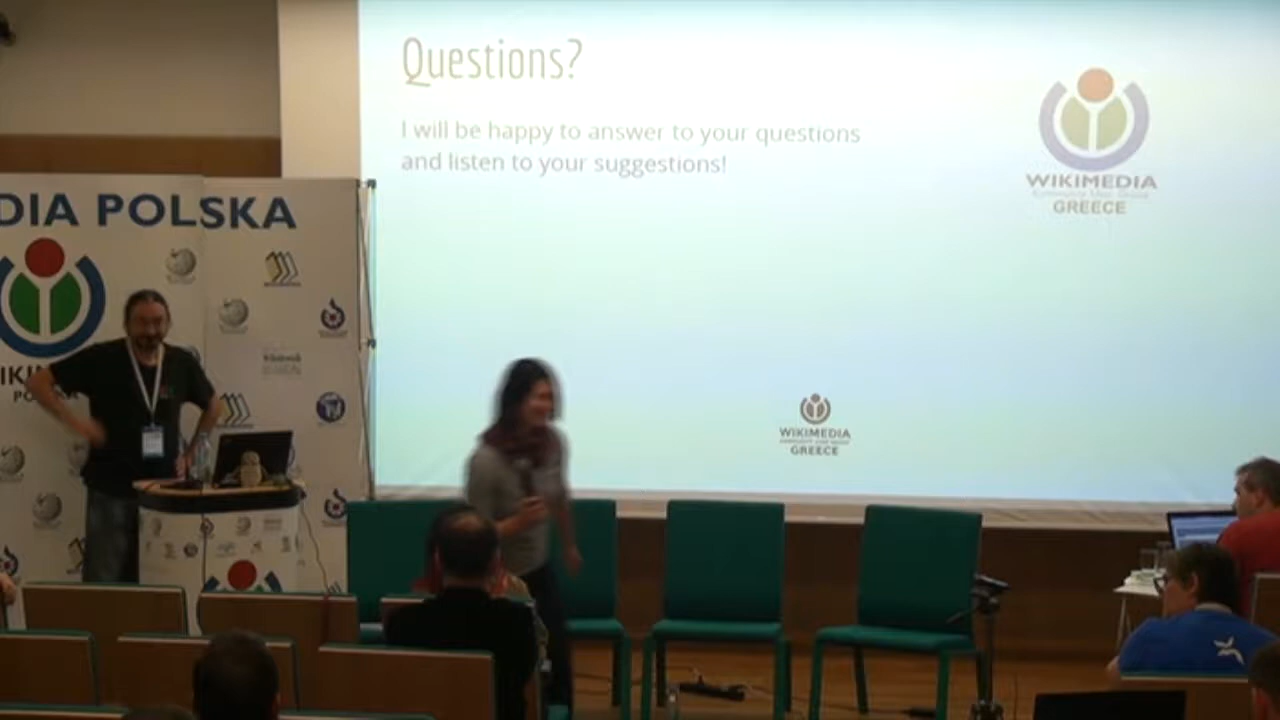 Questions?
I will be happy to answer to your questions
and listen to your suggestions!
WIKIMEDIA
GREECE
DIA POLSKA
WIKIMEDIA
GREECE